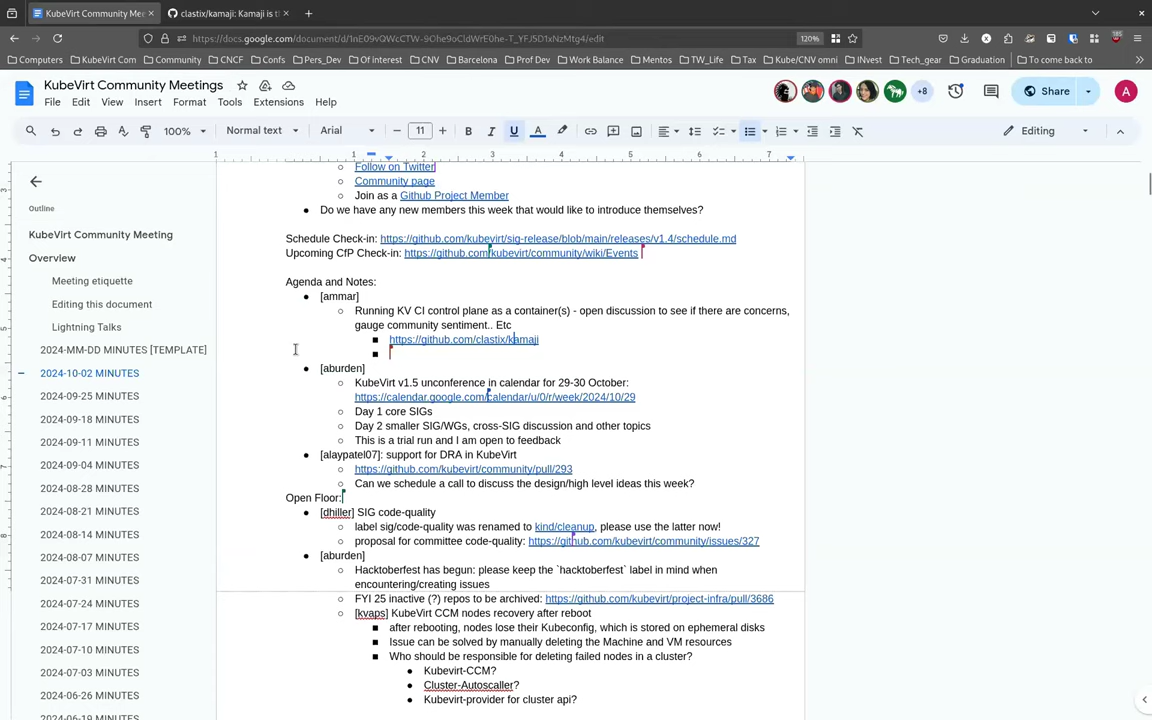 KubeVirt Community Mee
clastix/kamaji: Kamaji is t
https://docs.google.com/document/d/1nE09vQWcCTW-9Ohe9oCldWrE0he-T_YFJ5D1xNzMtg4/edit
120%
Computers
KubeVirt Com
Community
CNCF
Confs
Pers_Dev
Of interest
CNV
Barcelona
Prof Dev
Work Balance
Mentos
TW_Life
Tax
Kube/CNV omni
INvest
Tech_gear
Graduation
To come back to
KubeVirt Community Meetings
File Edit View Insert Format Tools Extensions Help
+8
Share
A
100%
Normal text
Arial
11
Editing
1 1 2 3 4 5 6 7
Outline
KubeVirt Community Meeting
Overview
Meeting etiquette
Editing this document
Lightning Talks
2024-MM-DD MINUTES [TEMPLATE]
2024-10-02 MINUTES
2024-09-25 MINUTES
2024-09-18 MINUTES
2024-09-11 MINUTES
2024-09-04 MINUTES
2024-08-28 MINUTES
2024-08-21 MINUTES
2024-08-14 MINUTES
2024-08-07 MINUTES
2024-07-31 MINUTES
2024-07-24 MINUTES
2024-07-17 MINUTES
2024-07-10 MINUTES
2024-07-03 MINUTES
2024-06-26 MINUTES
2024-06-19 MINUTES
Follow on Twitter
Community page
Join as a Github Project Member
Do we have any new members this week that would like to introduce themselves?
Schedule Check-in: https://github.com/kubevirt/sig-release/blob/main/releases/v1.4/schedule.md
Upcoming CfP Check-in: https://github.com/kubevirt/community/wiki/Events
Agenda and Notes:
[ammar]
Running KV CI control plane as a container(s) - open discussion to see if there are concerns,
gauge community sentiment.. Etc
https://github.com/clastix/kamaji
[aburden]
KubeVirt v1.5 unconference in calendar for 29-30 October:
https://calendar.google.com/calendar/u/0/r/week/2024/10/29
Day 1 core SIGs
Day 2 smaller SIG/WGs, cross-SIG discussion and other topics
This is a trial run and I am open to feedback
[alaypatel07]: support for DRA in KubeVirt
https://github.com/kubevirt/community/pull/293
Can we schedule a call to discuss the design/high level ideas this week?
Open Floor:
[dhiller] SIG code-quality
label sig/code-quality was renamed to kind/cleanup, please use the latter now!
proposal for committee code-quality: https://github.com/kubevirt/community/issues/327
[aburden]
Hacktoberfest has begun: please keep the `hacktoberfest` label in mind when
encountering/creating issues
FYI 25 inactive (?) repos to be archived: https://github.com/kubevirt/project-infra/pull/3686
[kvaps] KubeVirt CCM nodes recovery after reboot
after rebooting, nodes lose their Kubeconfig, which is stored on ephemeral disks
Issue can be solved by manually deleting the Machine and VM resources
Who should be responsible for deleting failed nodes in a cluster?
Kubevirt-CCM?
Cluster-Autoscaller?
Kubevirt-provider for cluster api?